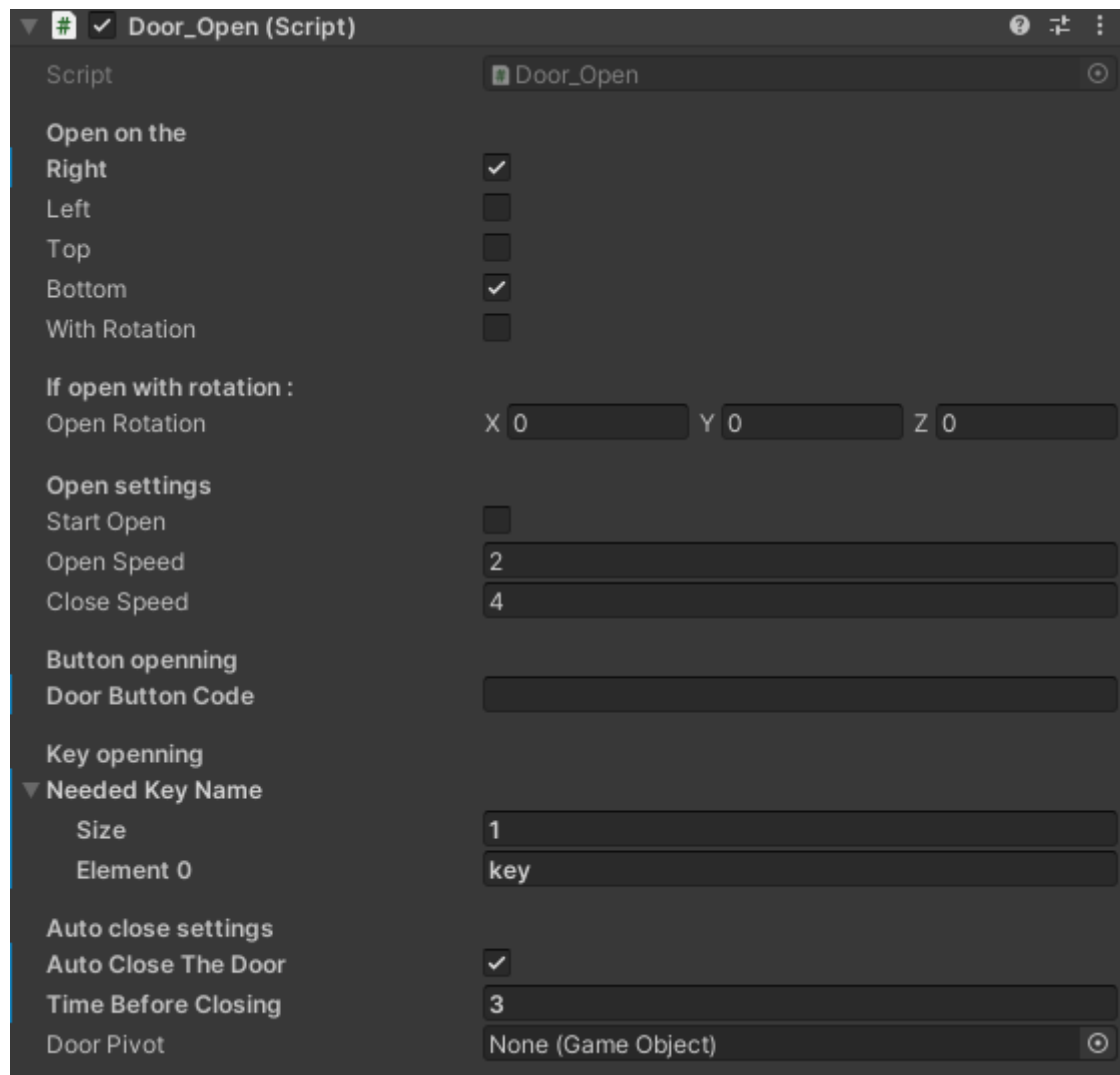 Door_Open (Script)
Script Door_Open
Open on the
Right
Left
Top
Bottom
With Rotation
If open with rotation :
Open Rotation X 0 Y 0 Z 0
Open settings
Start Open
Open Speed 2
Close Speed 4
Button openning
Door Button Code
Key openning
Needed Key Name
Size 1
Element 0 key
Auto close settings
Auto Close The Door
Time Before Closing 3
Door Pivot None (Game Object)